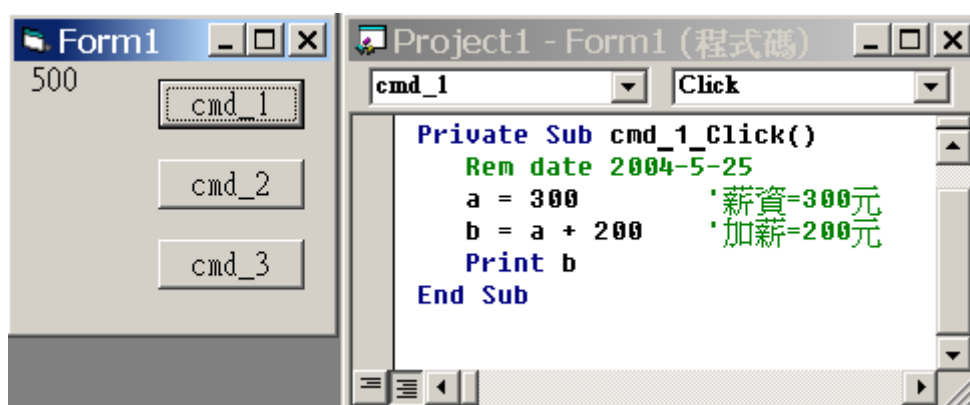 Form1
500
cmd_1
cmd_2
cmd_3
Project1 - Form1 (程式碼)
cmd_1 Click
Private Sub cmd_1_Click()
Rem date 2004-5-25
a = 300 '薪資=300元
b = a + 200 '加薪=200元
Print b
End Sub